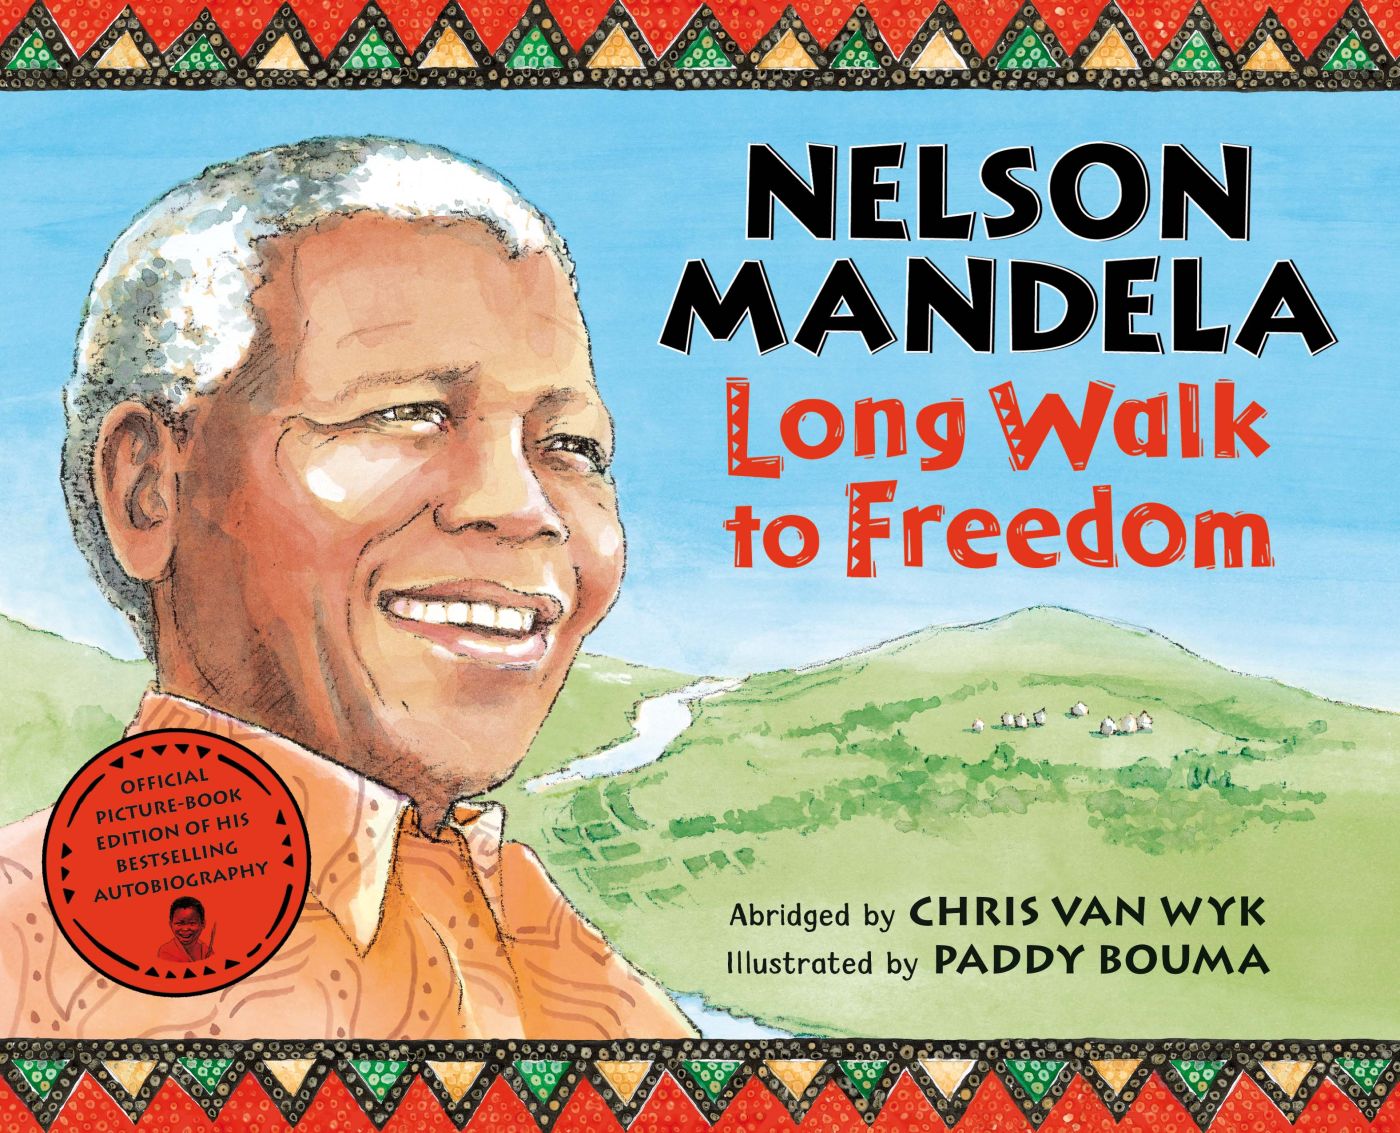 NELSON
MANDELA
Long Walk
to Freedom
OFFICIAL
PICTURE-BOOK
EDITION OF HIS
BESTSELLING
AUTOBIOGRAPHY
Abridged by CHRIS VAN WYK
Illustrated by PADDY BOUMA